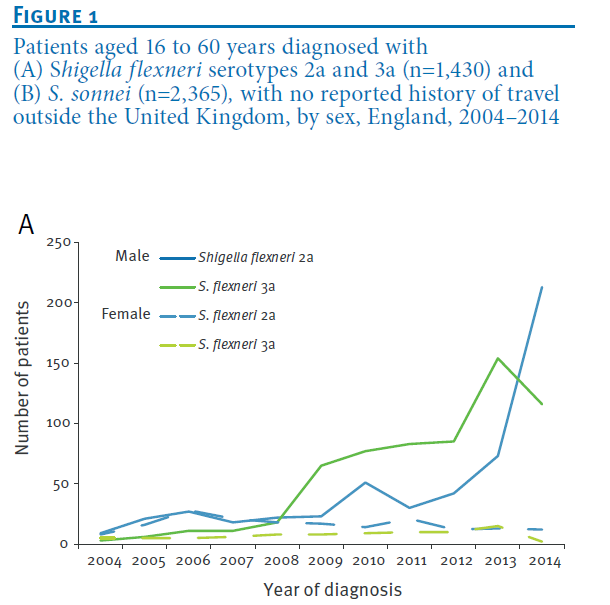 FIGURE 1
Patients aged 16 to 60 years diagnosed with
(A) Shigella flexneri serotypes 2a and 3a (n=1,430) and
(B) S. sonnei (n=2,365), with no reported history of travel
outside the United Kingdom, by sex, England, 2004–2014
A
250
200
150
100
50
0
Number of patients
Male Shigella flexneri 2a
S. flexneri 3a
Female S. flexneri 2a
S. flexneri 3a
2004 2005 2006 2007 2008 2009 2010 2011 2012 2013 2014
Year of diagnosis